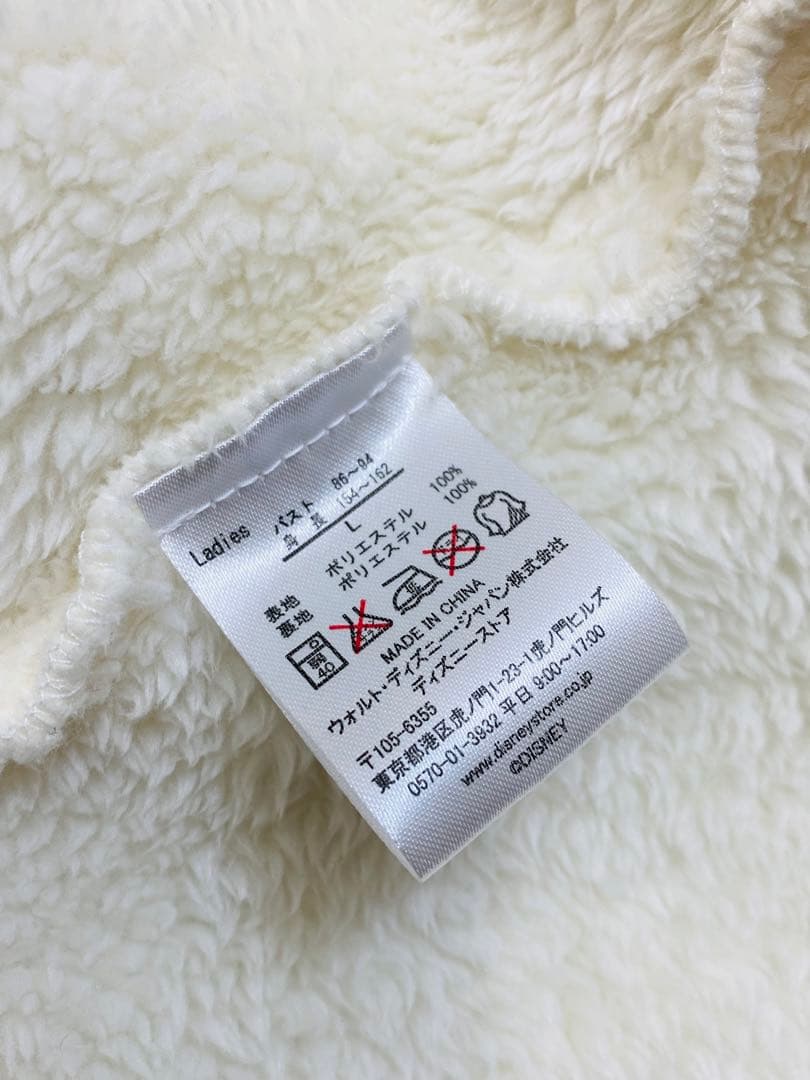 Ladies
バスト 86~94
身長 154~162
L
表地 ポリエステル 100%
裏地 ポリエステル 100%
弱 40
MADE IN CHINA
ウォルト・ディズニー・ジャパン株式会社
ディズニーストア
〒105-6355
東京都港区虎ノ門1-23-1虎ノ門ヒルズ
0570-01-3932 平日 9:00~17:00
www.disneystore.co.jp
©DISNEY